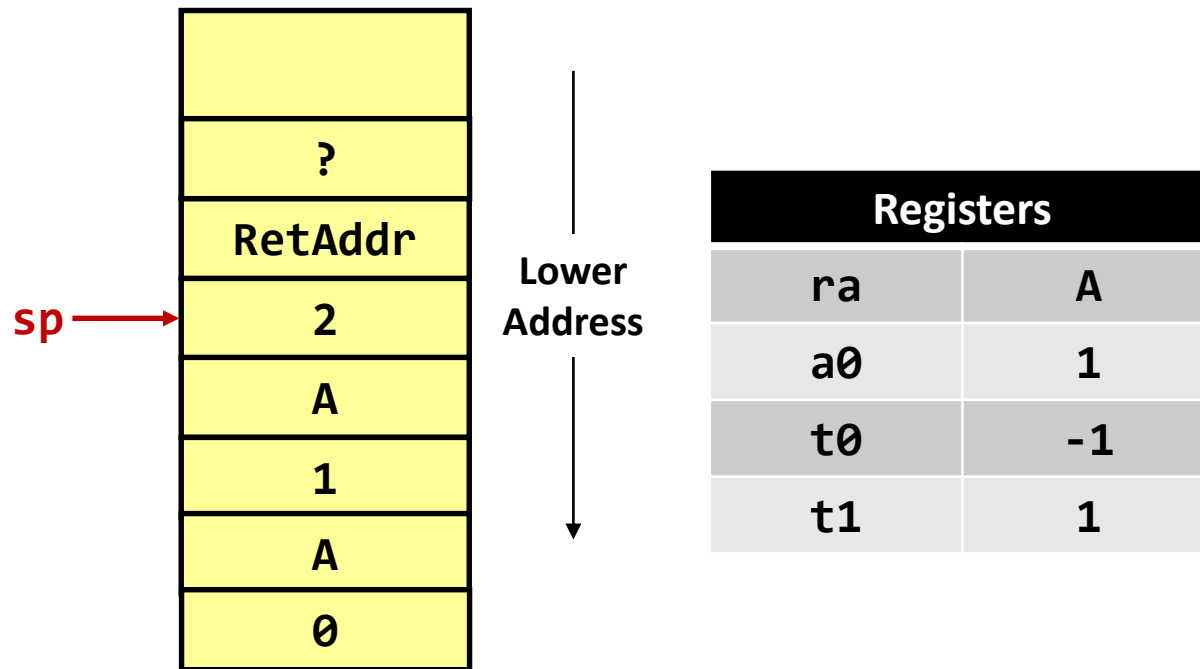 ?
RetAddr
sp
2
A
1
A
0
Lower
Address
Registers
ra A
a0 1
t0 -1
t1 1